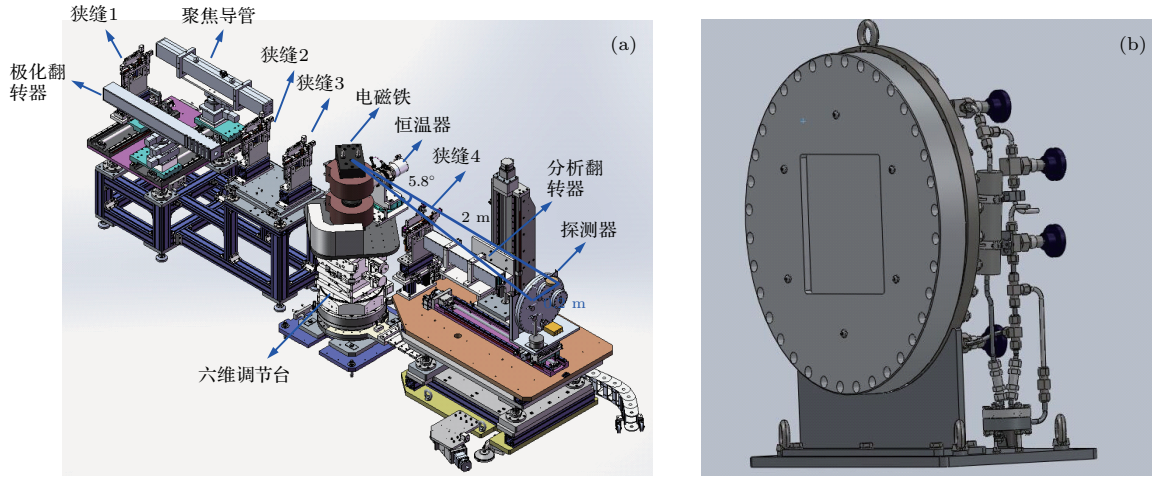 狭缝1
聚焦导管
(a)
狭缝2
极化翻
转器
狭缝3
电磁铁
恒温器
狭缝4
分析翻
转器
5.8°
2 m
探测器
m
六维调节台
(b)